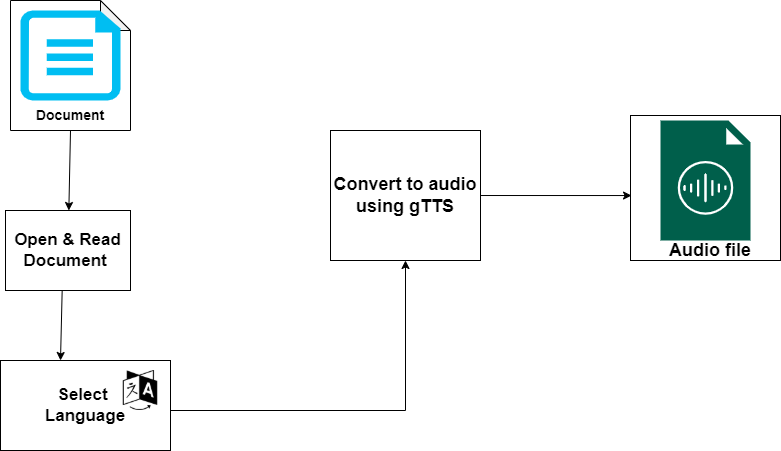 Document
Open & Read
Document
Select
Language
A
Convert to audio
using gTTS
Audio file